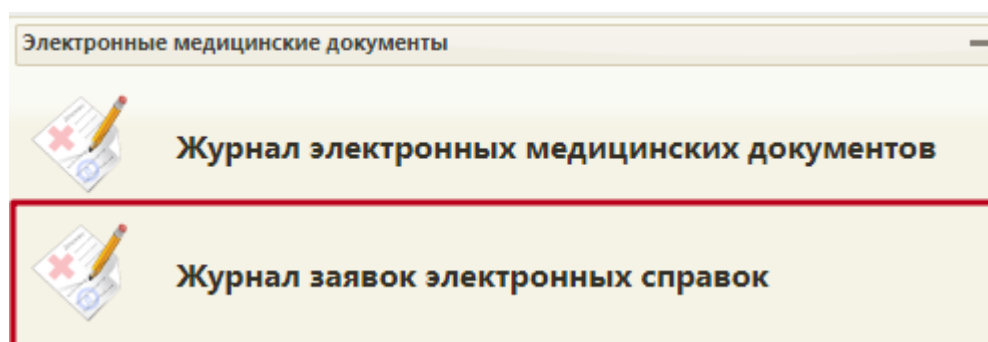 Электронные медицинские документы
Журнал электронных медицинских документов
Журнал заявок электронных справок